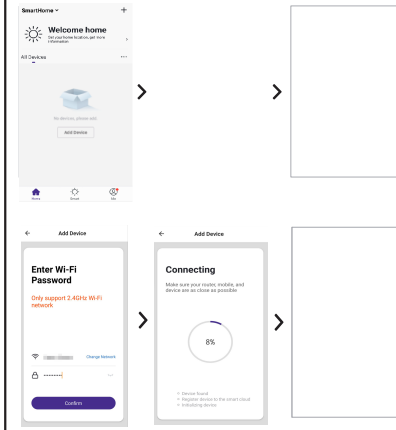 SmartHome
Welcome home
Set your home location, get more
information
All Devices
No devices, please add
Add Device
Home
Smart
Me
Add Device
Enter Wi-Fi
Password
Only support 2.4GHz Wi-Fi
network
Change Network
Confirm
Add Device
Connecting
Make sure your router, mobile, and
device are as close as possible
8%
Device found
Register device to the smart cloud
Initializing device